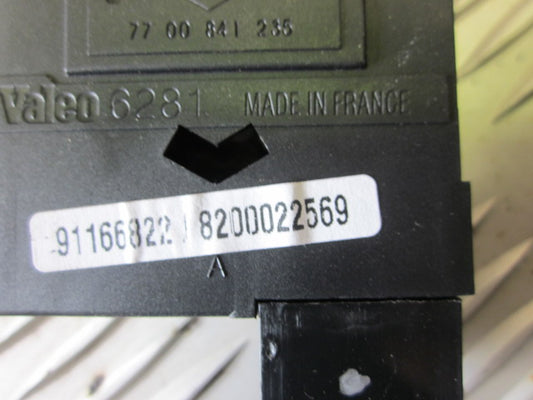 77 00 841 235
Valeo 6281 MADE IN FRANCE
91166822 8200022569
A